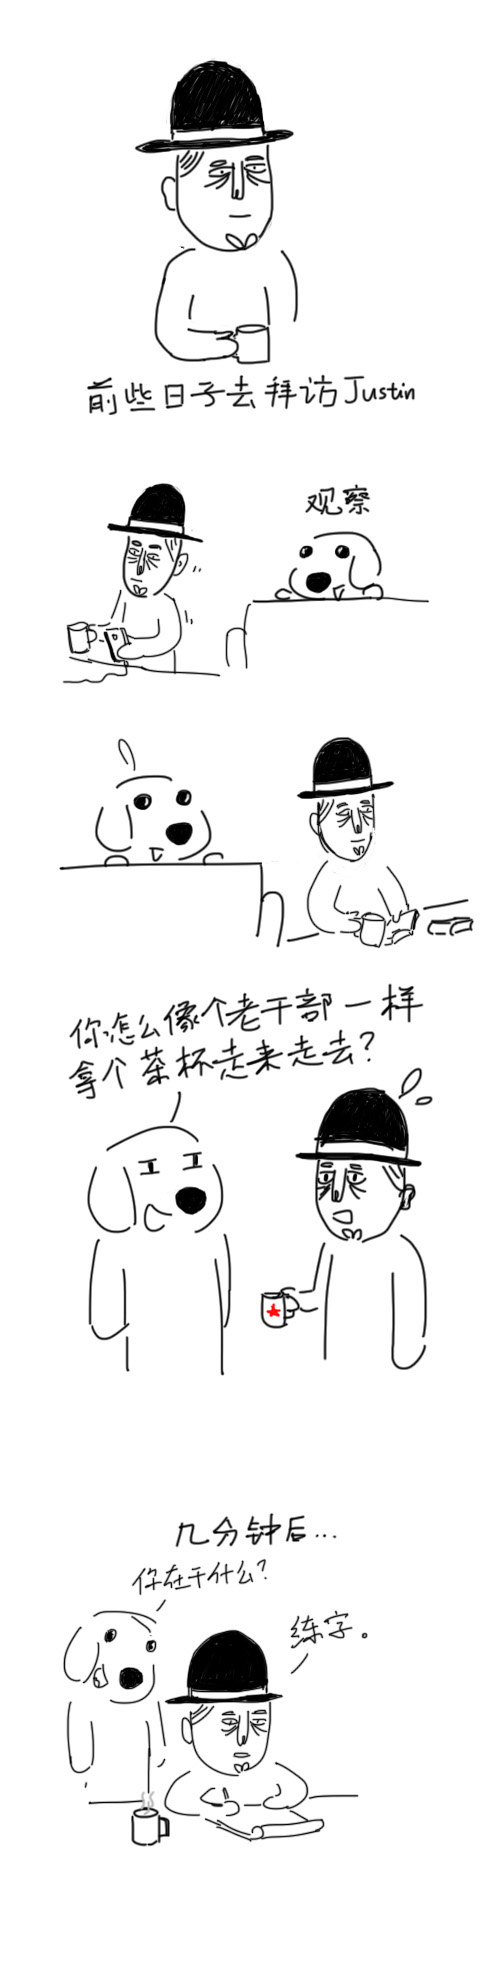 前些日子去拜访Justin
观察
你怎么像个老干部一样
拿个茶杯走来走去?
几分钟后...
你在干什么?
练字。